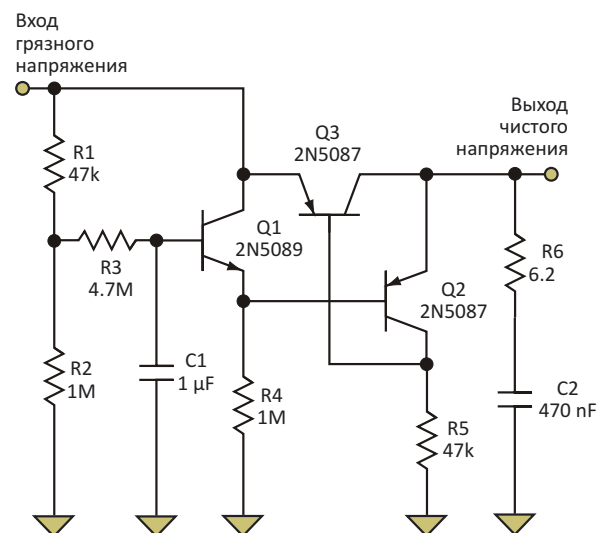 Вход
грязного
напряжения
Выход
чистого
напряжения
Q3
2N5087
R1
47k
Q1
2N5089
R3
4.7M
R6
6.2
Q2
2N5087
R2
1M
C1
1 µF
R4
1M
C2
470 nF
R5
47k